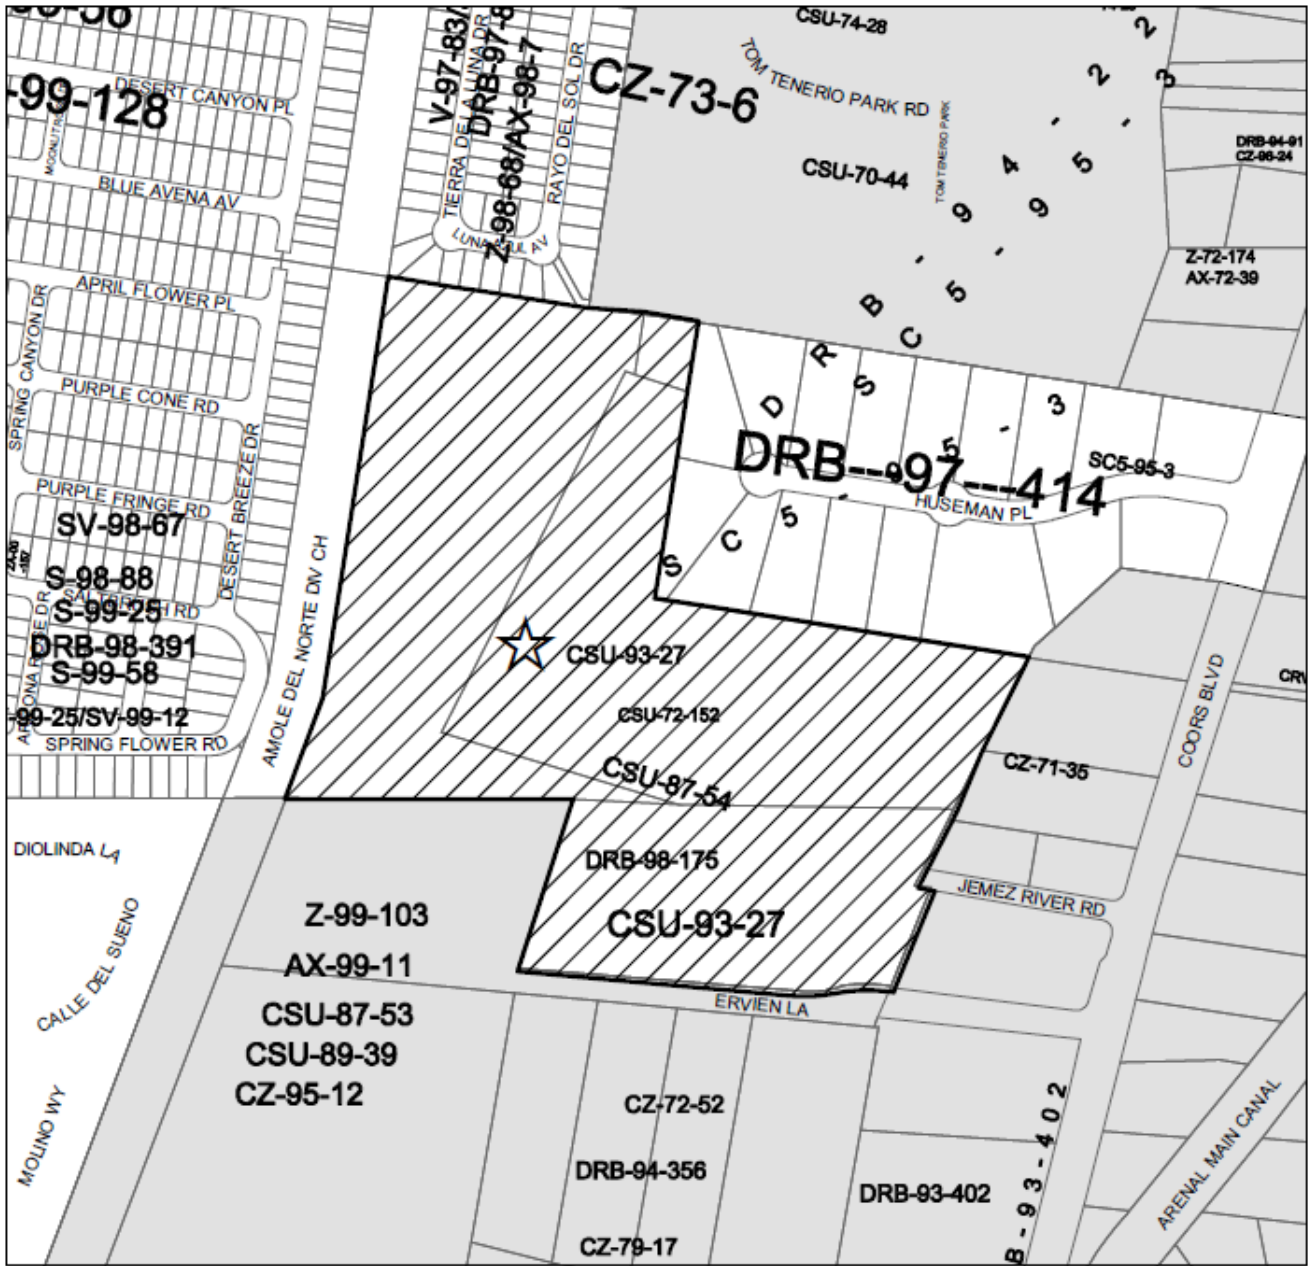 CSU-74-28
-99-128
DESERT CANYON PL
TIERRA DE LA LUNA DR
DRB-97-8
Z-98-68/AX-98-7
RAYO DEL SOL DR
CZ-73-6
TOM TENERIO PARK RD
TOM TENERIO PARK
CSU-70-44
DRB-94-91
CZ-96-24
BLUE AVENA AV
LUNA AZUL AV
Z-72-174
AX-72-39
APRIL FLOWER PL
SPRING CANYON DR
PURPLE CONE RD
DESERT BREEZE DR
DRB-97---414
SC5-95-3
HUSEMAN PL
PURPLE FRINGE RD
SV-98-67
S-98-88
S-99-25
DRB-98-391
S-99-58
-99-25/SV-99-12
SPRING FLOWER RD
AMOLE DEL NORTE DIV CH
CSU-93-27
CSU-72-152
CSU-87-54
COORS BLVD
CZ-71-35
DIOLINDA LA
DRB-98-175
JEMEZ RIVER RD
Z-99-103
CSU-93-27
AX-99-11
CALLE DEL SUENO
ERVIEN LA
CSU-87-53
CSU-89-39
CZ-95-12
CZ-72-52
MOLINO WY
DRB-94-356
DRB-93-402
B-93-402
ARENAL MAIN CANAL
CZ-79-17